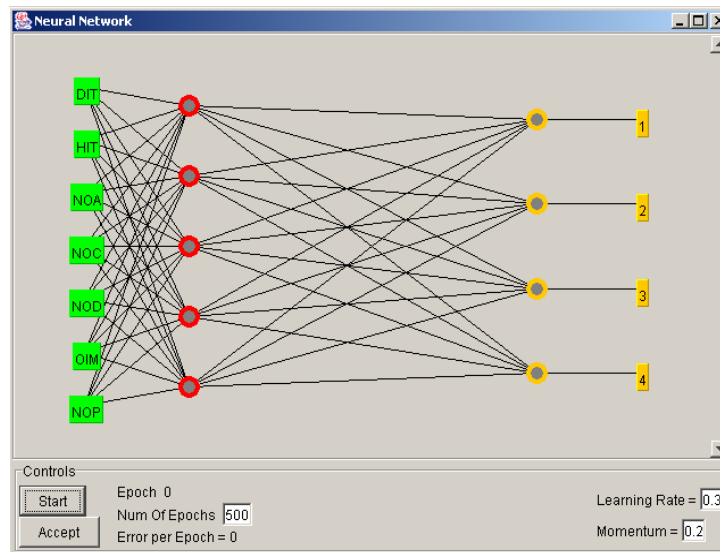 Neural Network
DIT
HIT
NOA
NOC
NOD
OIM
NOP
1
2
3
4
Controls
Start
Accept
Epoch 0
Num Of Epochs 500
Error per Epoch = 0
Learning Rate = 0.3
Momentum = 0.2